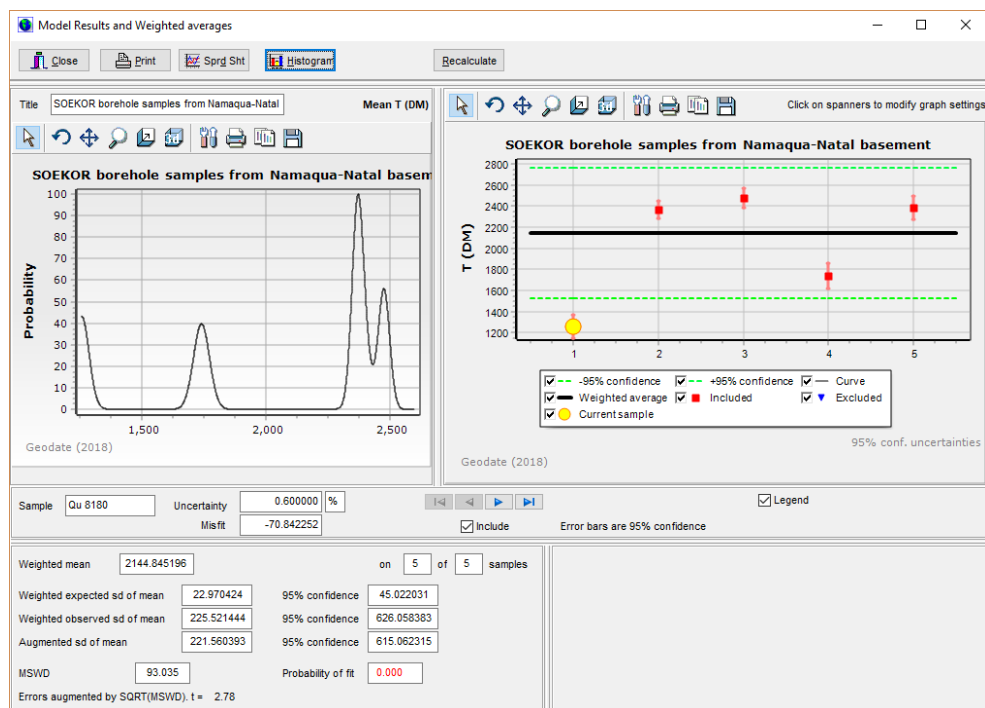 Model Results and Weighted averages
Close Print Sprd Sht Histogram Recalculate
Title SOEKOR borehole samples from Namaqua-Natal Mean T (DM)
SOEKOR borehole samples from Namaqua-Natal basem
100
90
80
70
60
50
40
30
20
10
0
Probability
1,500 2,000 2,500
Geodate (2018)
Click on spanners to modify graph settings
SOEKOR borehole samples from Namaqua-Natal basement
2800
2600
2400
2200
2000
1800
1600
1400
1200
T (DM)
1 2 3 4 5
-95% confidence +95% confidence Curve
Weighted average Included Excluded
Current sample
95% conf. uncertainties
Geodate (2018)
Sample Qu 8180 Uncertainty 0.600000 %
Misfit -70.842252
Include Error bars are 95% confidence
Legend
Weighted mean 2144.845196 on 5 of 5 samples
Weighted expected sd of mean 22.970424 95% confidence 45.022031
Weighted observed sd of mean 225.521444 95% confidence 626.058383
Augmented sd of mean 221.560393 95% confidence 615.062315
MSWD 93.035 Probability of fit 0.000
Errors augmented by SQRT(MSWD). t = 2.78